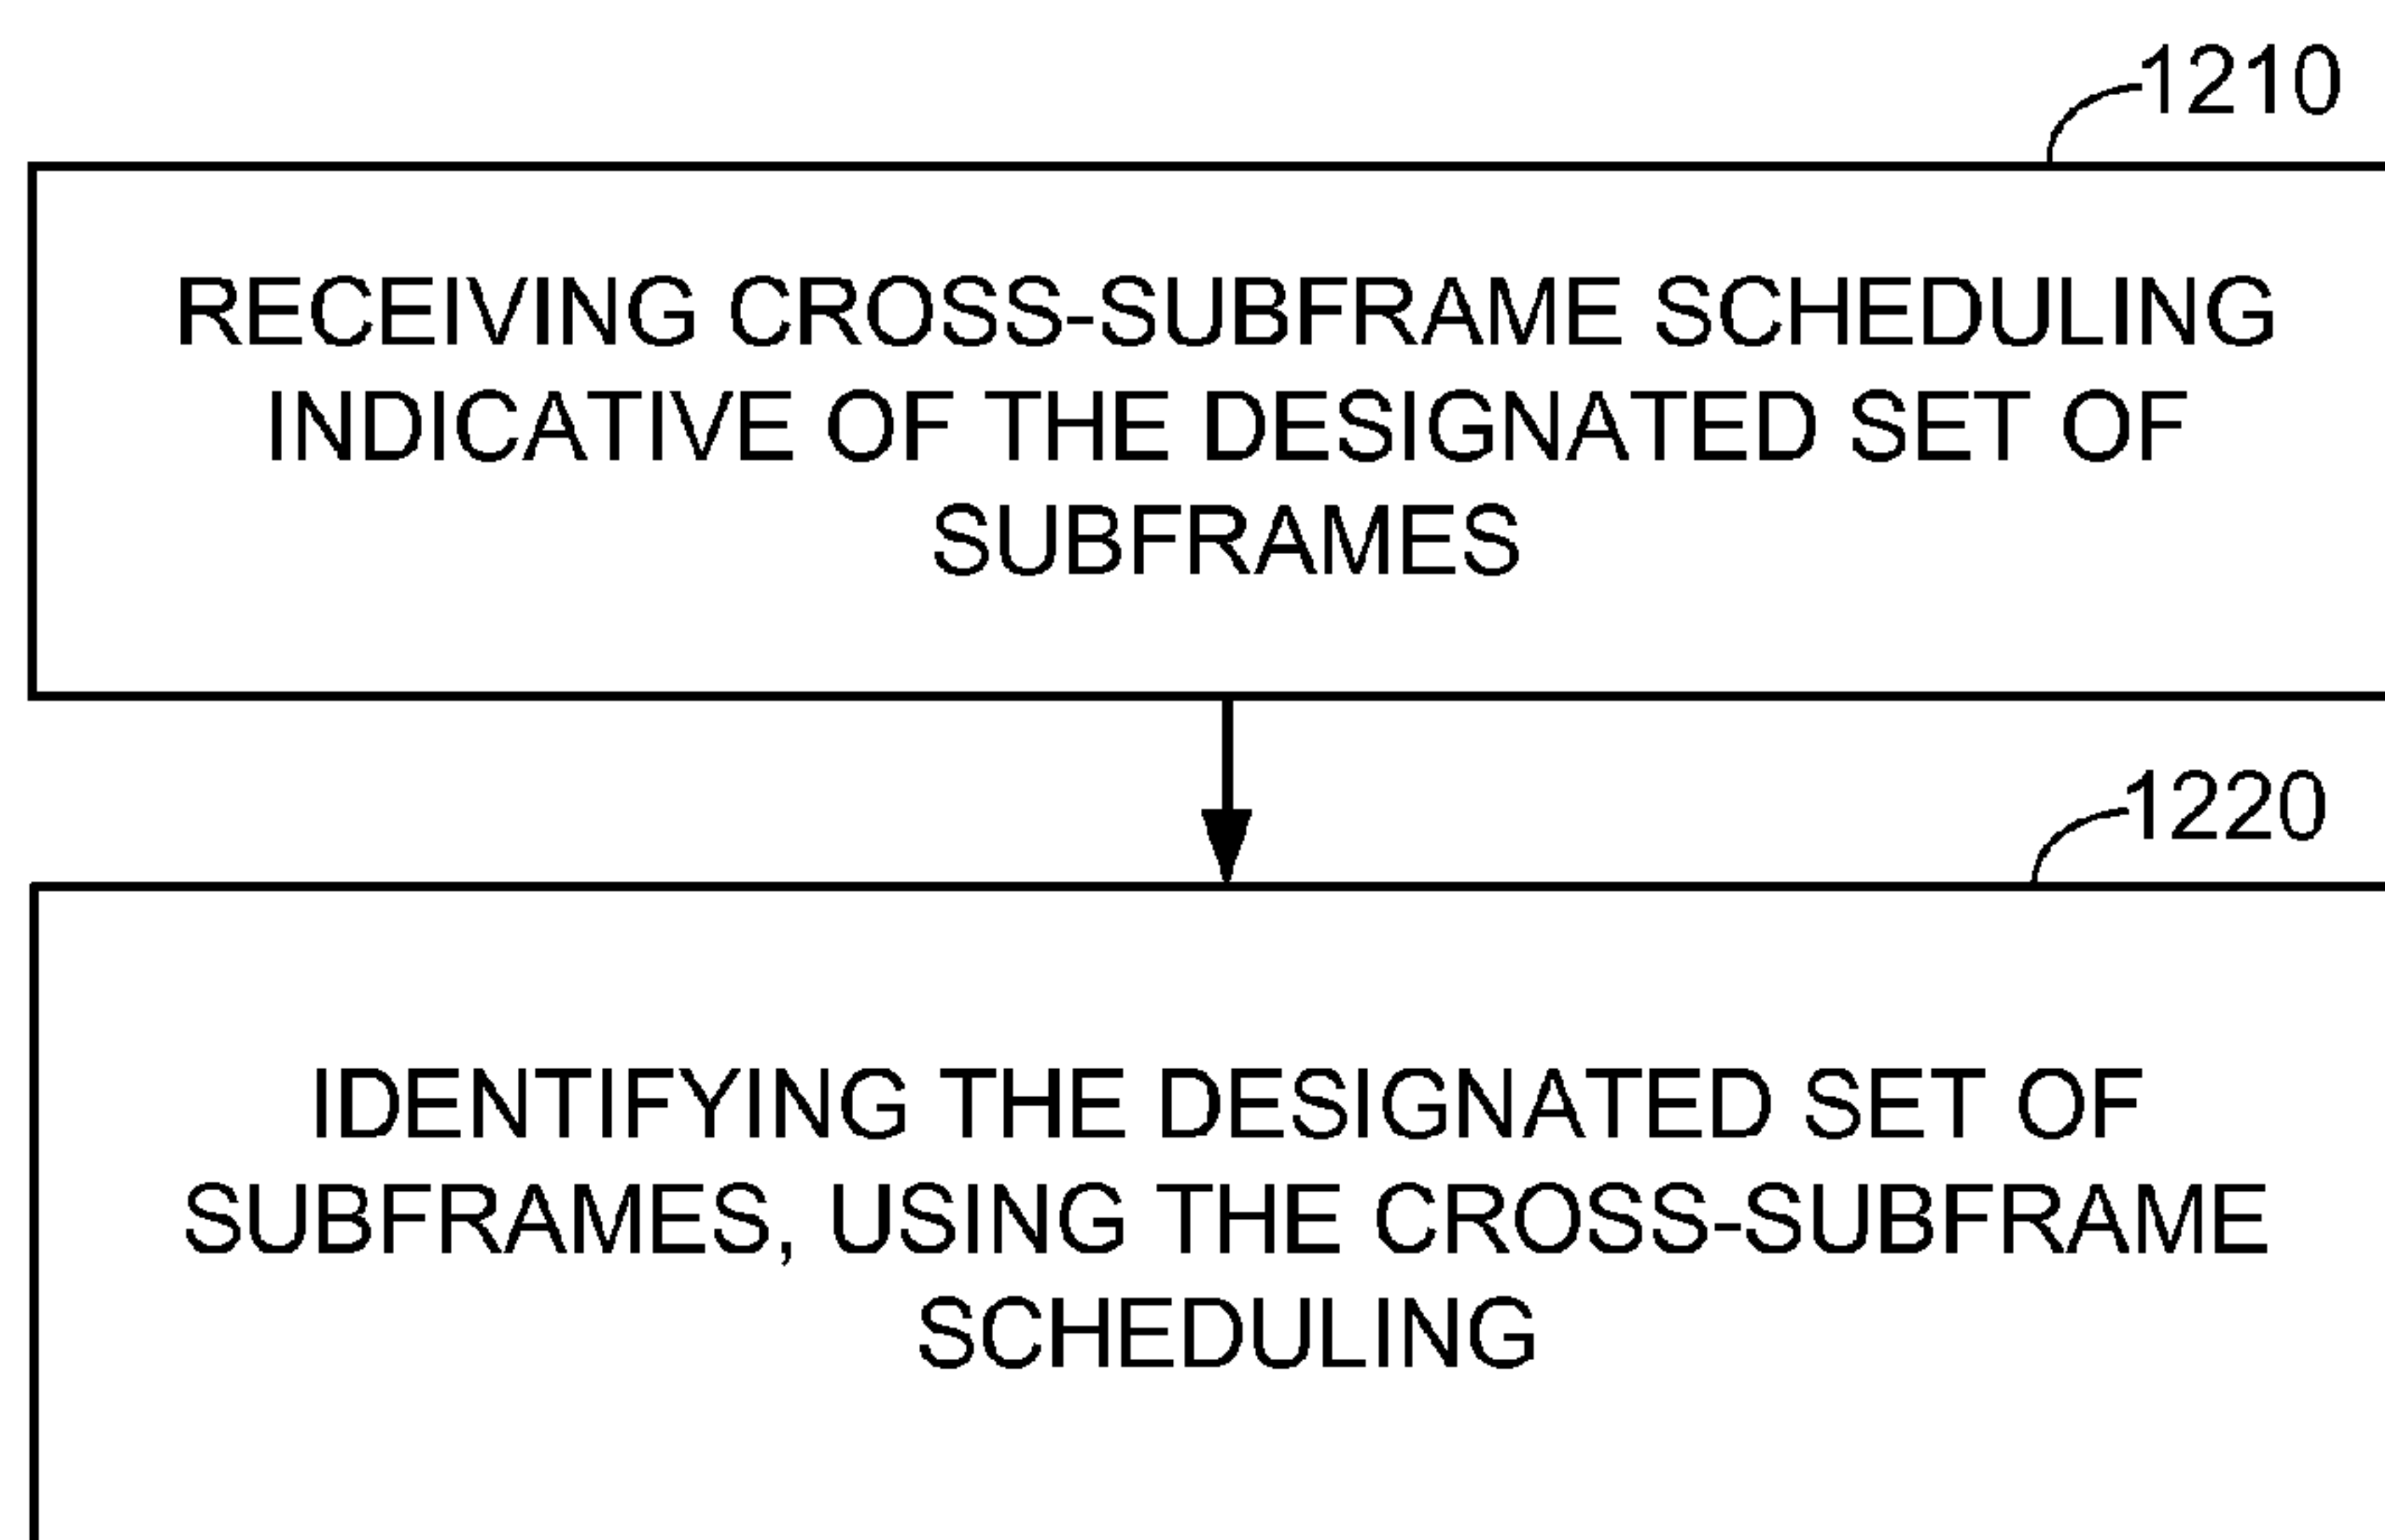 1210
RECEIVING CROSS-SUBFRAME SCHEDULING
INDICATIVE OF THE DESIGNATED SET OF
SUBFRAMES
1220
IDENTIFYING THE DESIGNATED SET OF
SUBFRAMES, USING THE CROSS-SUBFRAME
SCHEDULING